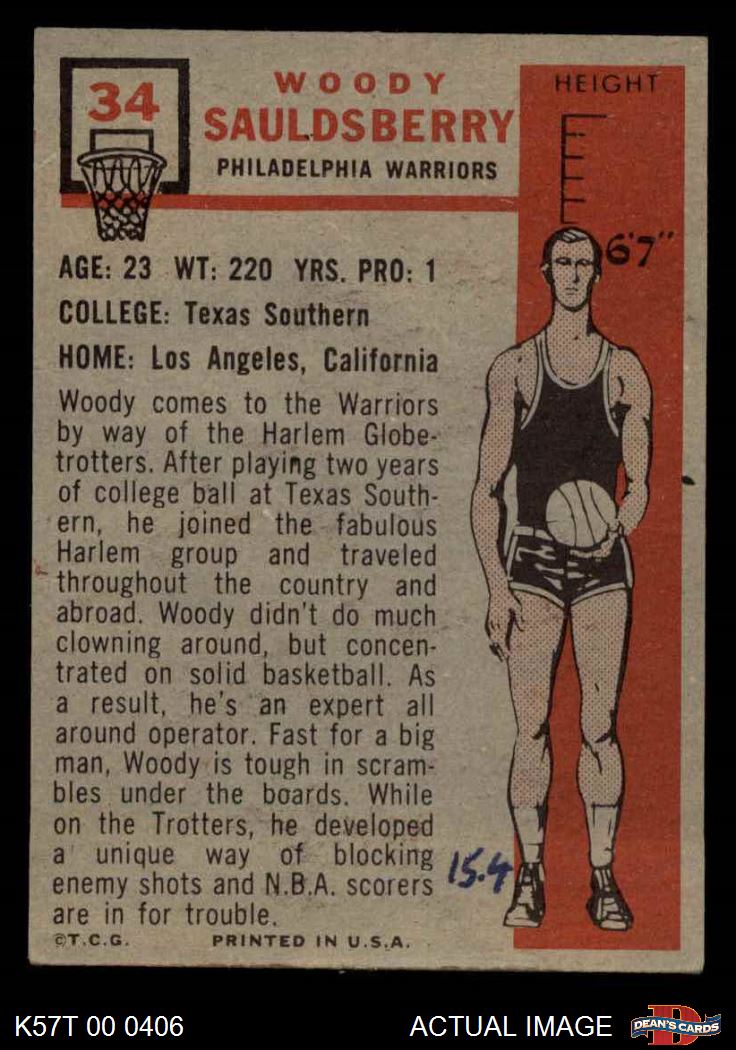 34
WOODY
SAULDSBERRY
PHILADELPHIA WARRIORS
HEIGHT
6'7"
AGE: 23 WT: 220 YRS. PRO: 1
COLLEGE: Texas Southern
HOME: Los Angeles, California
Woody comes to the Warriors
by way of the Harlem Globe-
trotters. After playing two years
of college ball at Texas South-
ern, he joined the fabulous
Harlem group and traveled
throughout the country and
abroad. Woody didn't do much
clowning around, but concen-
trated on solid basketball. As
a result, he's an expert all
around operator. Fast for a big
man, Woody is tough in scram-
bles under the boards. While
on the Trotters, he developed
a unique way of blocking
enemy shots and N.B.A. scorers
are in for trouble.
15.4
©T.C.G. PRINTED IN U.S.A.
K57T 00 0406
ACTUAL IMAGE
D
DEAN'S CARDS